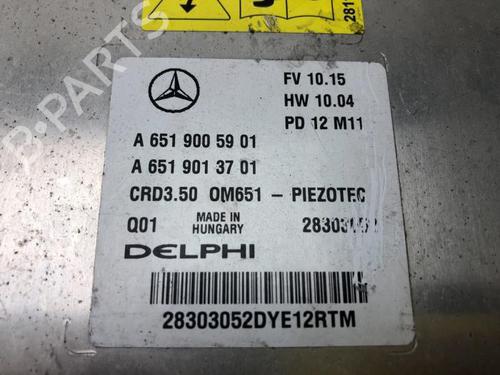 281
FV 10.15
HW 10.04
PD 12 M11
A 651 900 59 01
A 651 901 37 01
CRD3.50 OM651 - PIEZOTEC
Q01 MADE IN HUNGARY
DELPHI
28303052DYE12RTM
B-Parts